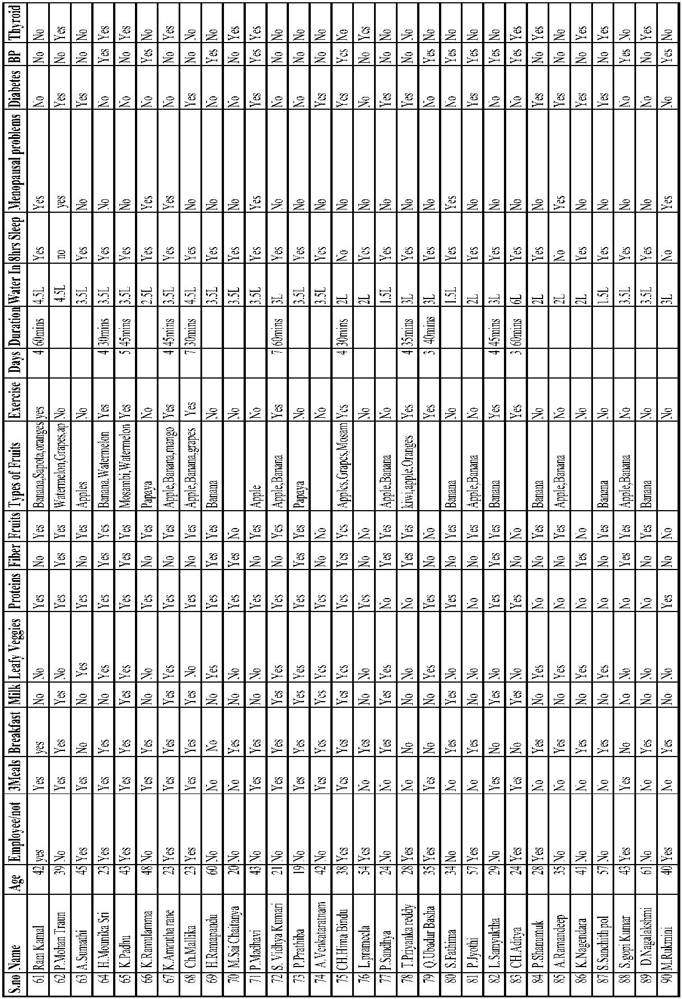 S.no Name Age Employee/not 3Meals Breakfast Milk Leafy Veggies Proteins Fiber Fruits Types of Fruits Exercise Days Duration Water In 8hrs Sleep Menopausal problems Diabetes BP Thyroid
61 Ram Kamal 42 yes Yes yes No No Yes No Yes Banana,Sapota,oranges yes 4 60mins 4.5L Yes Yes No No No
62 P.Mohan Traun 39 No Yes Yes Yes No Yes Yes Yes Watermelon,Grapes,ap No 4.5L no yes Yes No Yes
63 A.Sumathi 45 Yes Yes No No Yes Yes No Yes Apples No 3.5L Yes No Yes No No
64 H.Mounika Sri 23 Yes Yes Yes No Yes Yes Yes Yes Banana,Watermelon Yes 4 30mins 3.5L Yes No No Yes Yes
65 K.Padhu 43 Yes Yes Yes Yes Yes Yes Yes Yes Mosambi,Watermelon Yes 5 45mins 3.5L Yes No No No Yes
66 K.Ramulamma 48 No Yes Yes No No Yes No Yes Papaya No 2.5L Yes Yes No Yes No
67 K.Amrutha rane 23 Yes Yes Yes Yes Yes Yes No Yes Apple,Banana,mango Yes 4 45mins 3.5L Yes Yes No No Yes
68 Ch.Mallika 23 Yes Yes Yes Yes No Yes No Yes Apple,Banana,grapes Yes 7 30mins 4.5L Yes No Yes No No
69 H.Ramapandu 60 No No No No Yes Yes Yes Yes Banana No 3.5L Yes No No Yes No
70 M.Sai Chaitanya 20 No No Yes No No Yes Yes No No 3.5L Yes No No No Yes
71 P.Madhavi 43 No Yes Yes No No Yes No Yes Apple No 3.5L Yes Yes Yes Yes Yes
72 S. Vidhya Kumari 21 No Yes Yes Yes Yes Yes No Yes Apple,Banana Yes 7 60mins 3L Yes No No No No
73 P.Prathiba 19 No Yes Yes Yes Yes Yes Yes Yes Papaya No 3.5L Yes No No No No
74 A.Venkataratnam 42 No Yes Yes Yes Yes Yes No No No 3.5L Yes No Yes No No
75 CH.Hima Bindu 38 Yes Yes Yes Yes Yes Yes Yes Yes Apples,Grapes,Mosam Yes 4 30mins 2L No No Yes Yes No
76 L.prameela 54 Yes No Yes No No Yes No No No 2L Yes No No No Yes
77 P.Sandhya 24 No No Yes Yes Yes No Yes Yes Apple,Banana No 1.5L Yes No Yes No No
78 T.Priyanka reddy 28 Yes No No No No No Yes Yes kiwi,apple,Oranges Yes 4 35mins 3L Yes No Yes No No
79 Q.Ubadur Basha 35 Yes Yes No No Yes Yes No No Yes 3 40mins 3L Yes No No Yes No
80 S.Fathima 34 No No Yes Yes No Yes No Yes Banana No 1.5L Yes Yes No Yes No
81 P.Jyothi 57 Yes No Yes No Yes No No Yes Apple,Banana No 2L Yes No Yes Yes No
82 L.Samyuktha 29 No Yes No Yes No Yes Yes Yes Banana Yes 4 45mins 3L Yes No No Yes No
83 CH.Aditya 24 Yes Yes No Yes No Yes No No Yes 3 60mins 6L Yes No No Yes Yes
84 P.Shanumuk 28 Yes No Yes No Yes No No Yes Banana No 2L Yes No Yes No Yes
85 A.Ramandeep 35 No No Yes No Yes No No Yes Apple,Banana No 2L No Yes Yes No No
86 K.Nagendara 41 No No Yes No Yes No Yes No No 2L Yes No Yes No Yes
87 S.Sanchith pol 57 No No Yes No Yes No No Yes Banana No 1.5L Yes No Yes No Yes
88 S.gopi Kumar 43 Yes Yes No No No No Yes Yes Apple,Banana No 3.5L Yes No No Yes No
89 D.Nagalakshmi 61 No No Yes No No No No Yes Banana No 3.5L Yes No No No Yes
90 M.Rukmini 40 Yes No Yes No No Yes No No No 3L No Yes No Yes No